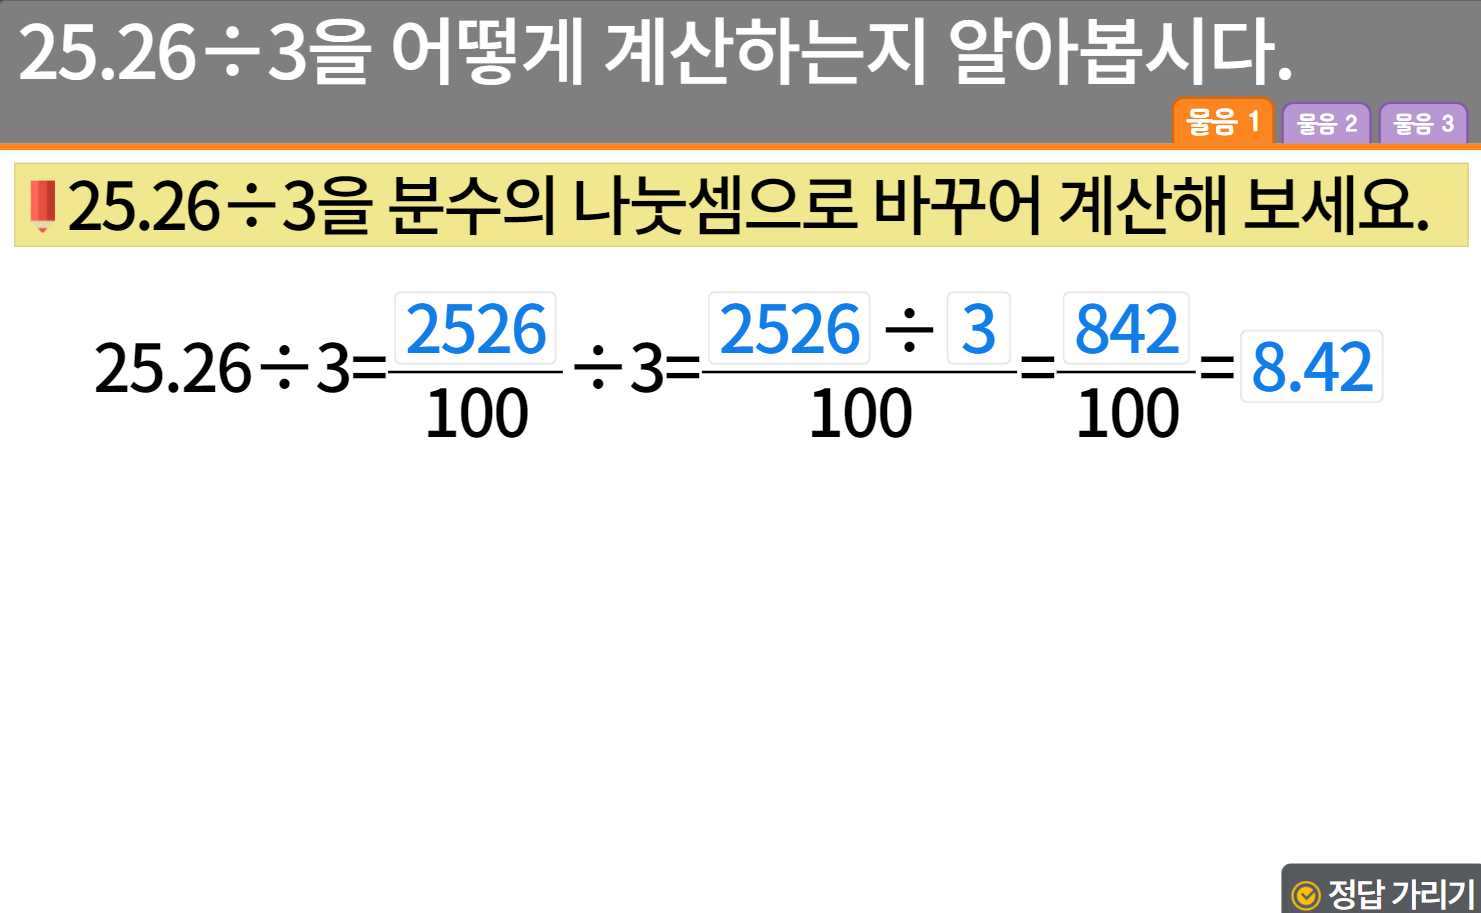 25.26÷3을 어떻게 계산하는지 알아봅시다.
물음 1 물음 2 물음 3
25.26÷3을 분수의 나눗셈으로 바꾸어 계산해 보세요.
25.26÷3=2526/100÷3=2526÷3/100=842/100=8.42
정답 가리기